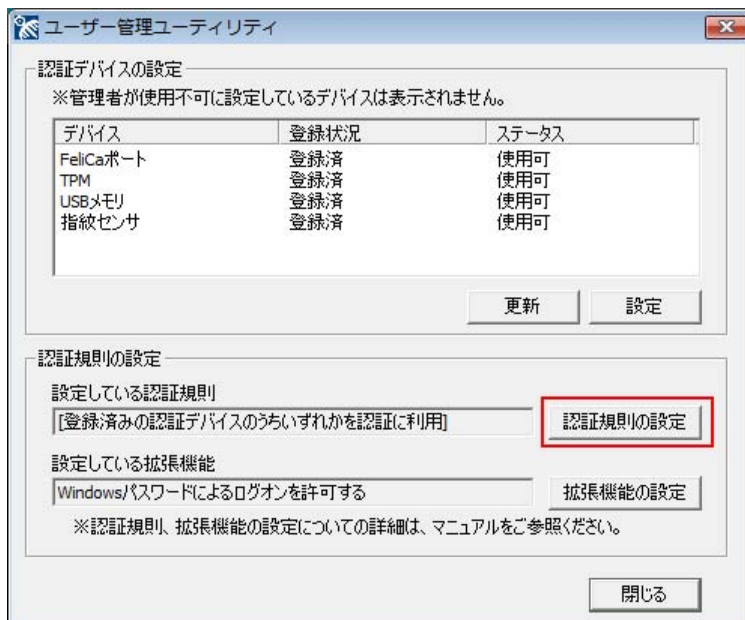 ユーザー管理ユーティリティ
認証デバイスの設定
※管理者が使用不可に設定しているデバイスは表示されません。
デバイス 登録状況 ステータス
FeliCaポート 登録済 使用可
TPM 登録済 使用可
USBメモリ 登録済 使用可
指紋センサ 登録済 使用可
更新 設定
認証規則の設定
設定している認証規則
[登録済みの認証デバイスのうちいずれかを認証に利用] 認証規則の設定
設定している拡張機能
Windowsパスワードによるログオンを許可する 拡張機能の設定
※認証規則、拡張機能の設定についての詳細は、マニュアルをご参照ください。
閉じる